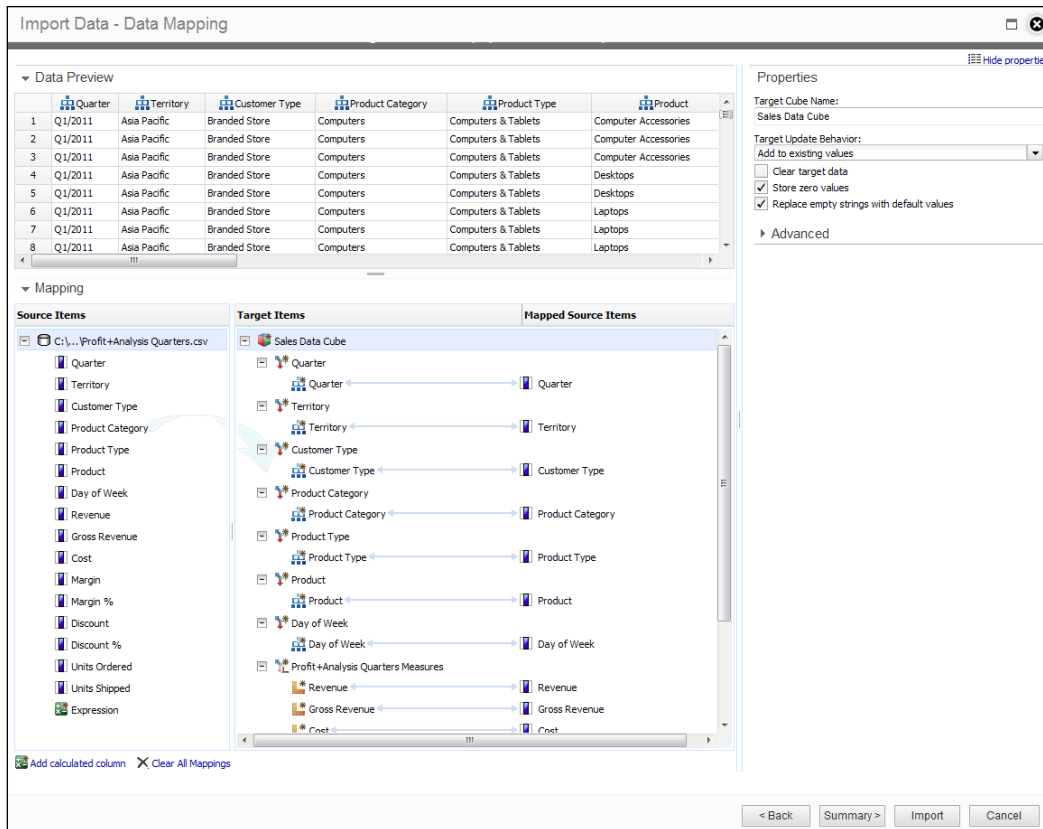 Import Data - Data Mapping
Hide propertie
Data Preview
Quarter Territory Customer Type Product Category Product Type Product
1 Q1/2011 Asia Pacific Branded Store Computers Computers & Tablets Computer Accessories
2 Q1/2011 Asia Pacific Branded Store Computers Computers & Tablets Computer Accessories
3 Q1/2011 Asia Pacific Branded Store Computers Computers & Tablets Computer Accessories
4 Q1/2011 Asia Pacific Branded Store Computers Computers & Tablets Desktops
5 Q1/2011 Asia Pacific Branded Store Computers Computers & Tablets Desktops
6 Q1/2011 Asia Pacific Branded Store Computers Computers & Tablets Laptops
7 Q1/2011 Asia Pacific Branded Store Computers Computers & Tablets Laptops
8 Q1/2011 Asia Pacific Branded Store Computers Computers & Tablets Laptops
Properties
Target Cube Name:
Sales Data Cube
Target Update Behavior:
Add to existing values
Clear target data
Store zero values
Replace empty strings with default values
Advanced
Mapping
Source Items
C:\...\Profit+Analysis Quarters.csv
Quarter
Territory
Customer Type
Product Category
Product Type
Product
Day of Week
Revenue
Gross Revenue
Cost
Margin
Margin %
Discount
Discount %
Units Ordered
Units Shipped
Expression
Target Items Mapped Source Items
Sales Data Cube
Quarter
Quarter Quarter
Territory
Territory Territory
Customer Type
Customer Type Customer Type
Product Category
Product Category Product Category
Product Type
Product Type Product Type
Product
Product Product
Day of Week
Day of Week Day of Week
Profit+Analysis Quarters Measures
Revenue Revenue
Gross Revenue Gross Revenue
Cost Cost
Add calculated column Clear All Mappings
< Back Summary > Import Cancel